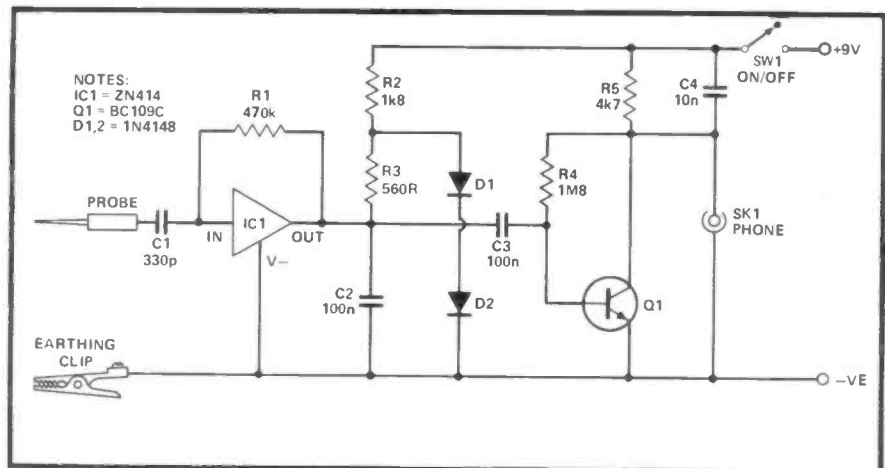 NOTES:
IC1 = ZN414
Q1 = BC109C
D1,2 = 1N4148
R1
470k
R2
1k8
R3
560R
R4
1M8
R5
4k7
C4
10n
SW1
ON/OFF
+9V
D1
D2
PROBE
C1
330p
IN
IC1
OUT
V−
C2
100n
C3
100n
Q1
SK1
PHONE
EARTHING
CLIP
−VE